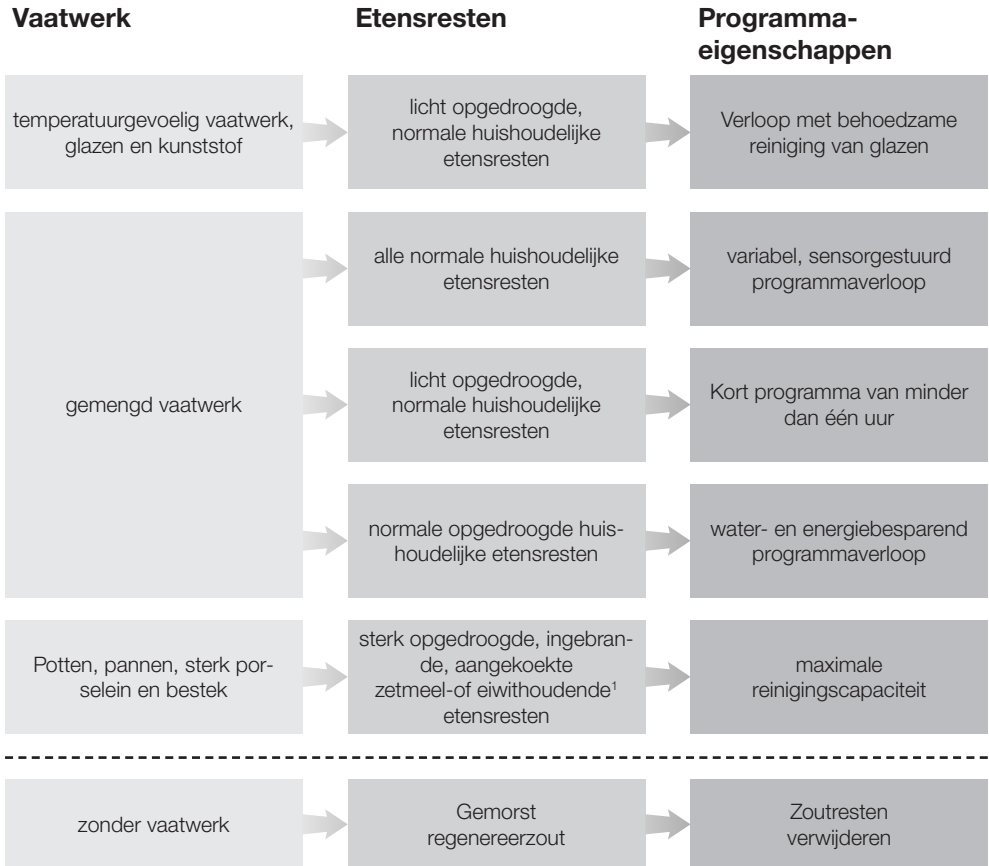 Vaatwerk
Etensresten
Programma-
eigenschappen
temperatuurgevoelig vaatwerk,
glazen en kunststof
licht opgedroogde,
normale huishoudelijke
etensresten
Verloop met behoedzame
reiniging van glazen
gemengd vaatwerk
alle normale huishoudelijke
etensresten
variabel, sensorgestuurd
programmaverloop
licht opgedroogde,
normale huishoudelijke
etensresten
Kort programma van minder
dan één uur
normale opgedroogde huis-
houdelijke etensresten
water- en energiebesparend
programmaverloop
Potten, pannen, sterk por-
selein en bestek
sterk opgedroogde, ingebran-
de, aangekoekte
zetmeel-of eiwithoudende¹
etensresten
maximale
reinigingscapaciteit
zonder vaatwerk
Gemorst
regenereerzout
Zoutresten
verwijderen